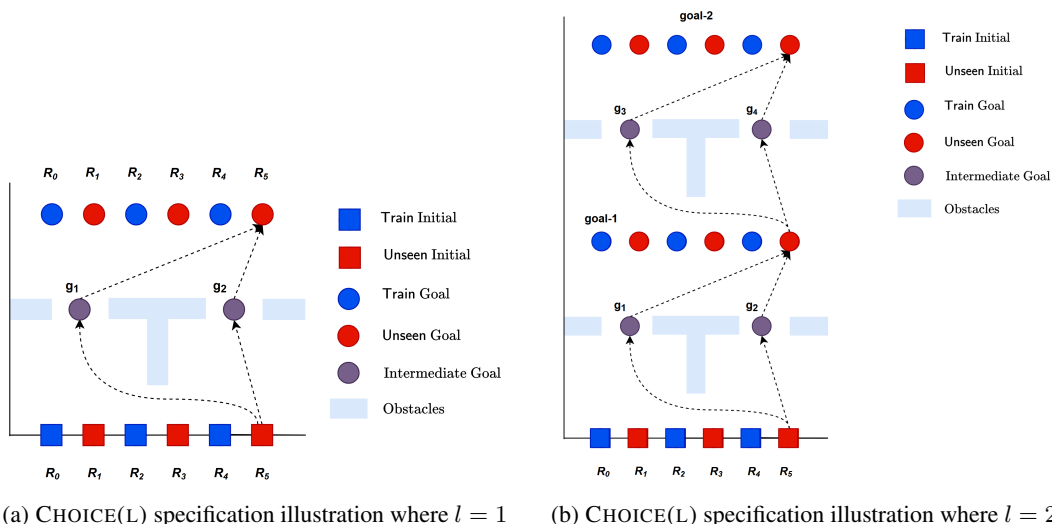 R0 R1 R2 R3 R4 R5
g1 g2
R0 R1 R2 R3 R4 R5
Train Initial
Unseen Initial
Train Goal
Unseen Goal
Intermediate Goal
Obstacles
(a) CHOICE(L) specification illustration where l = 1
goal-2
g3 g4
goal-1
g1 g2
R0 R1 R2 R3 R4 R5
Train Initial
Unseen Initial
Train Goal
Unseen Goal
Intermediate Goal
Obstacles
(b) CHOICE(L) specification illustration where l = 2